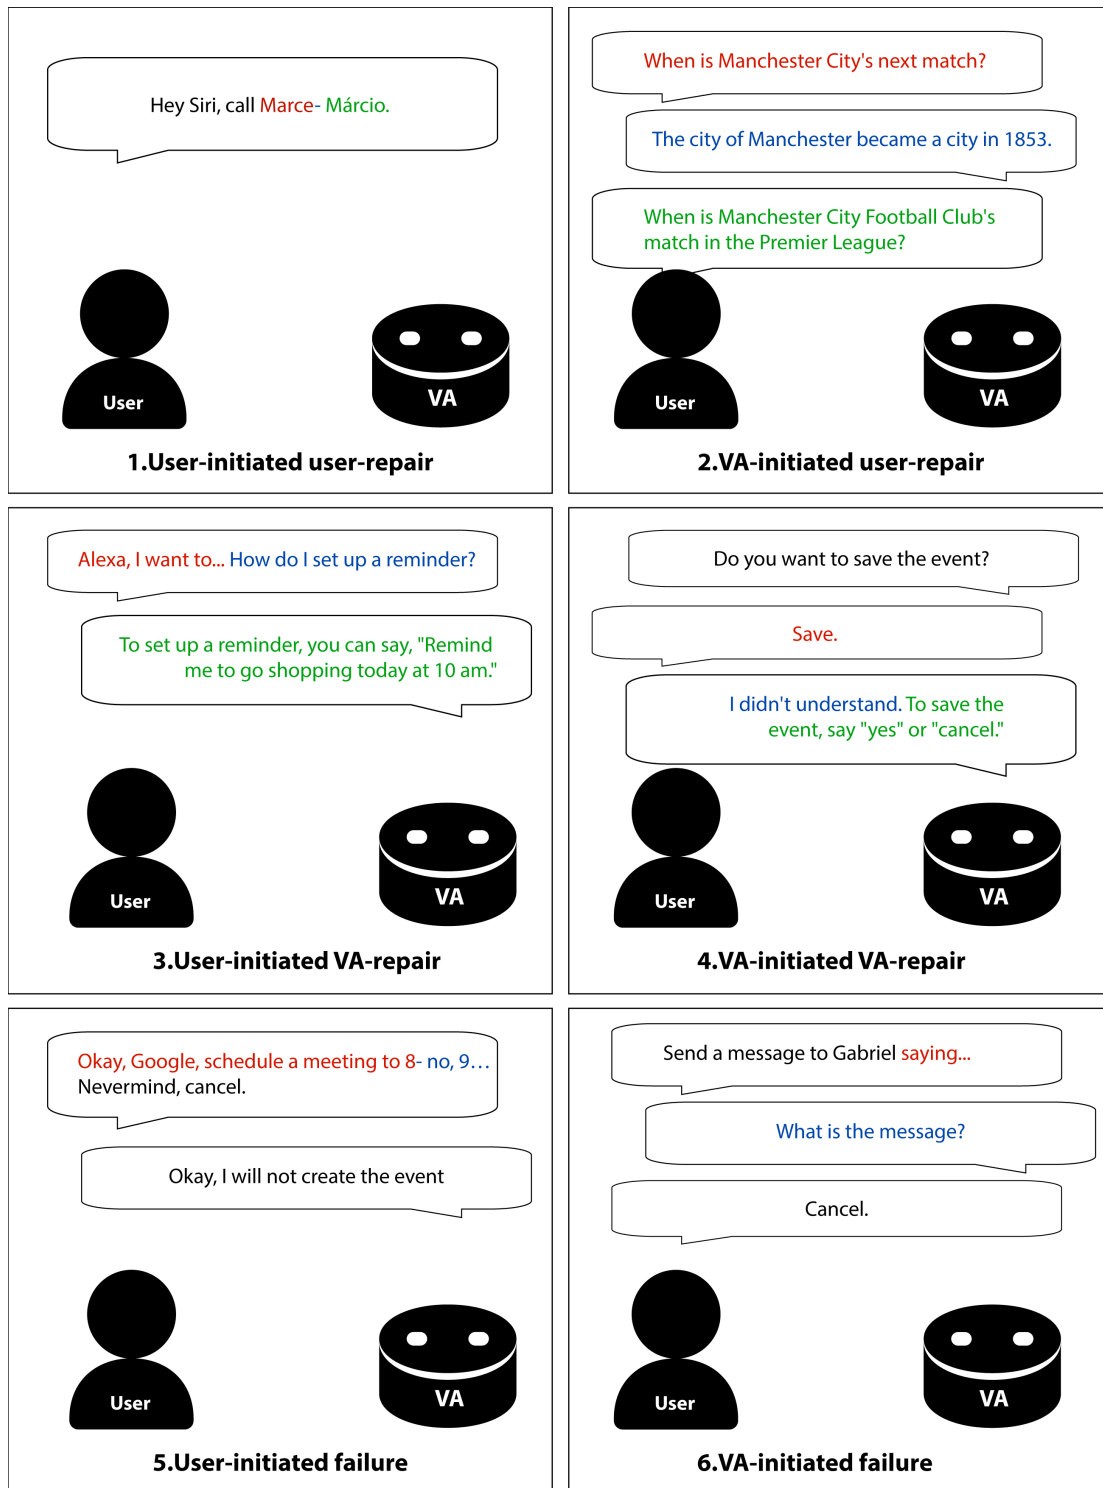 Hey Siri, call Marce- Márcio.
User
VA
1.User-initiated user-repair
When is Manchester City's next match?
The city of Manchester became a city in 1853.
When is Manchester City Football Club's
match in the Premier League?
User
VA
2.VA-initiated user-repair
Alexa, I want to... How do I set up a reminder?
To set up a reminder, you can say, "Remind
me to go shopping today at 10 am."
User
VA
3.User-initiated VA-repair
Do you want to save the event?
Save.
I didn't understand. To save the
event, say "yes" or "cancel."
User
VA
4.VA-initiated VA-repair
Okay, Google, schedule a meeting to 8- no, 9...
Nevermind, cancel.
Okay, I will not create the event
User
VA
5.User-initiated failure
Send a message to Gabriel saying...
What is the message?
Cancel.
User
VA
6.VA-initiated failure